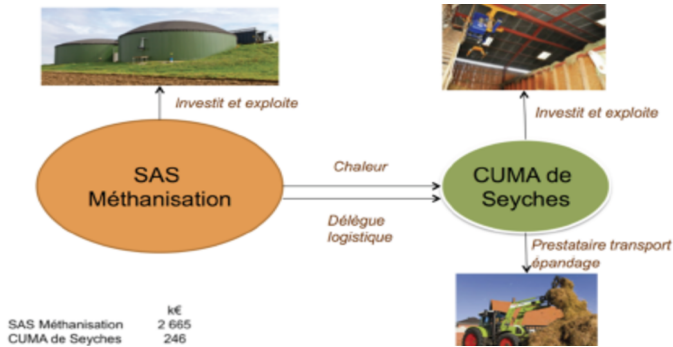 Investit et exploite
Investit et exploite
SAS
Méthanisation
Chaleur
CUMA de
Seyches
Délègue
logistique
Prestataire transport
épandage
k€
SAS Méthanisation 2 665
CUMA de Seyches 246